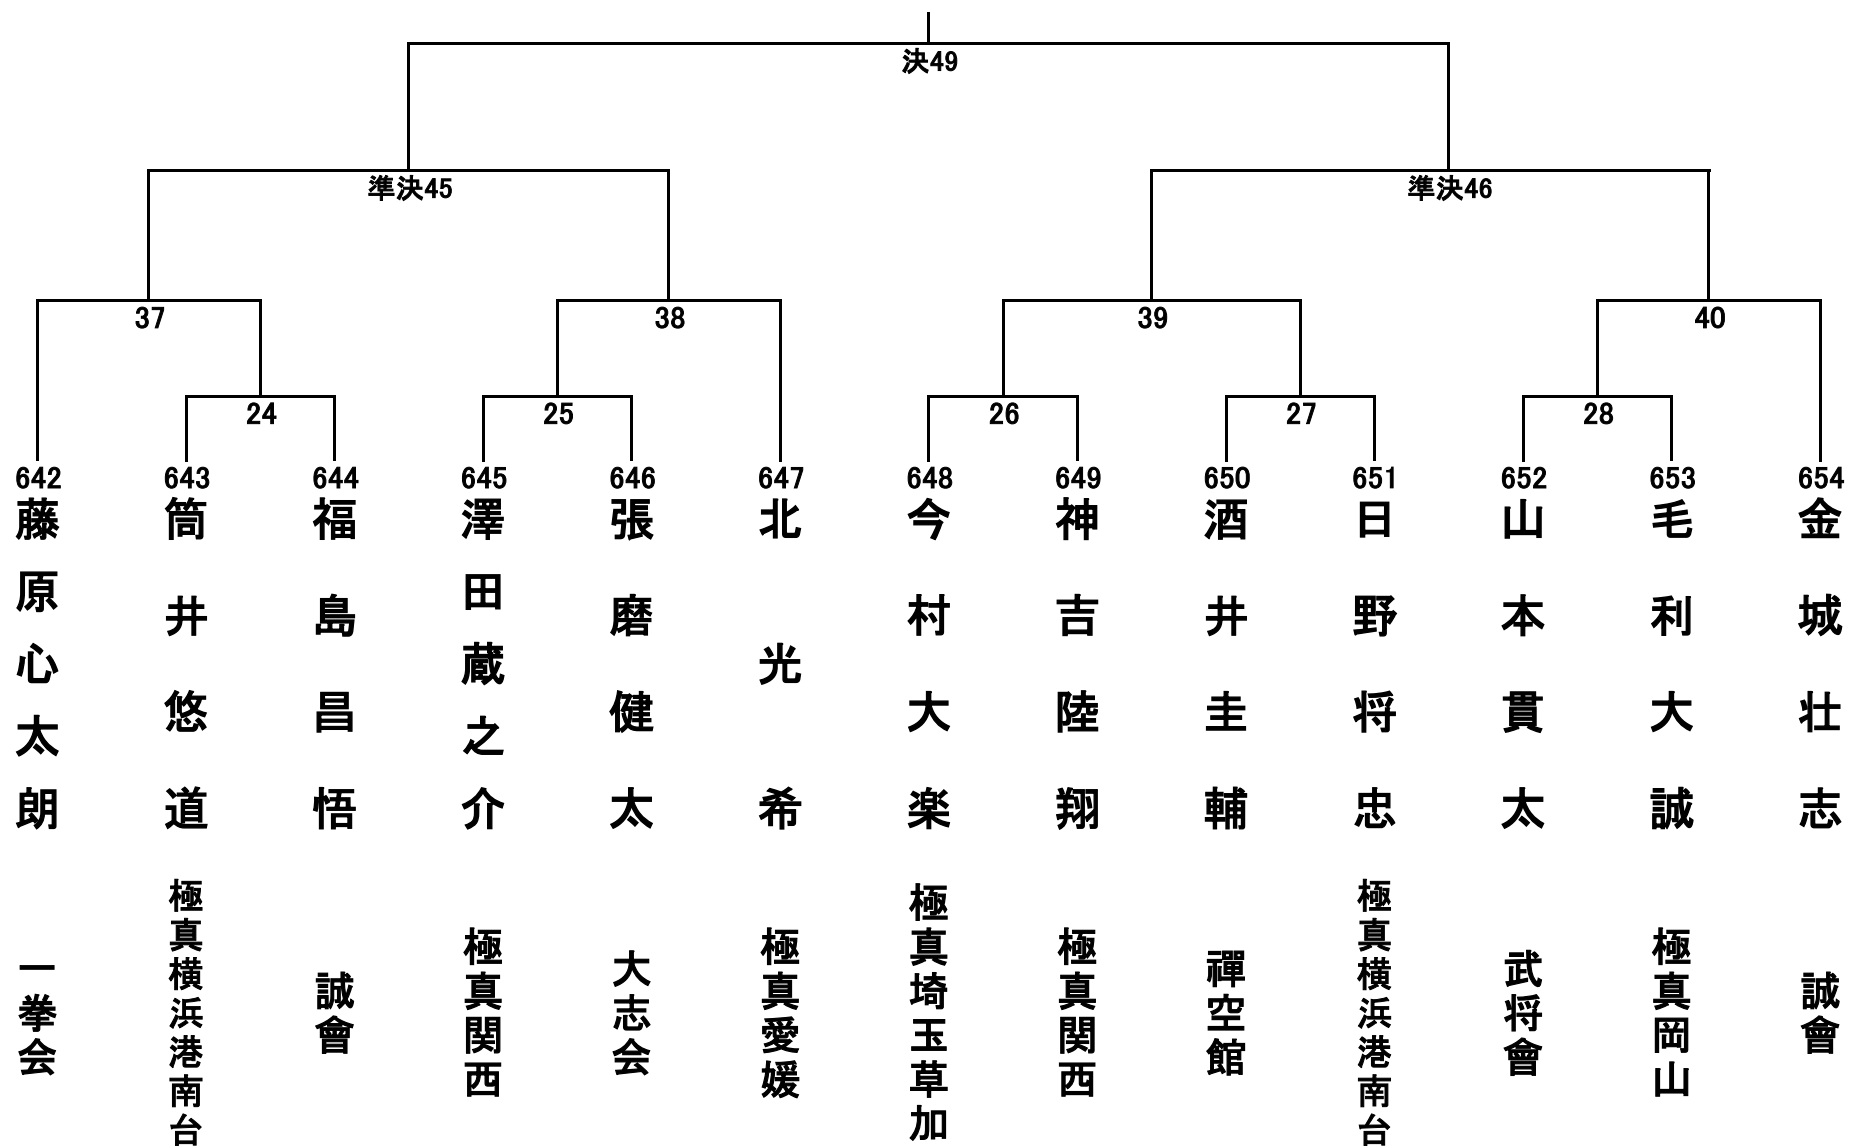 決49
準決45
準決46
37
38
39
40
24
25
26
27
28
642
藤原心太朗
一拳会
643
筒井悠道
極真横浜港南台
644
福島昌悟
誠會
645
澤田蔵之介
極真関西
646
張磨健太
大志会
647
北光希
極真愛媛
648
今村大楽
極真埼玉草加
649
神吉陸翔
極真関西
650
酒井圭輔
禪空館
651
日野将忠
極真横浜港南台
652
山本貫太
武将會
653
毛利大誠
極真岡山
654
金城壮志
誠會